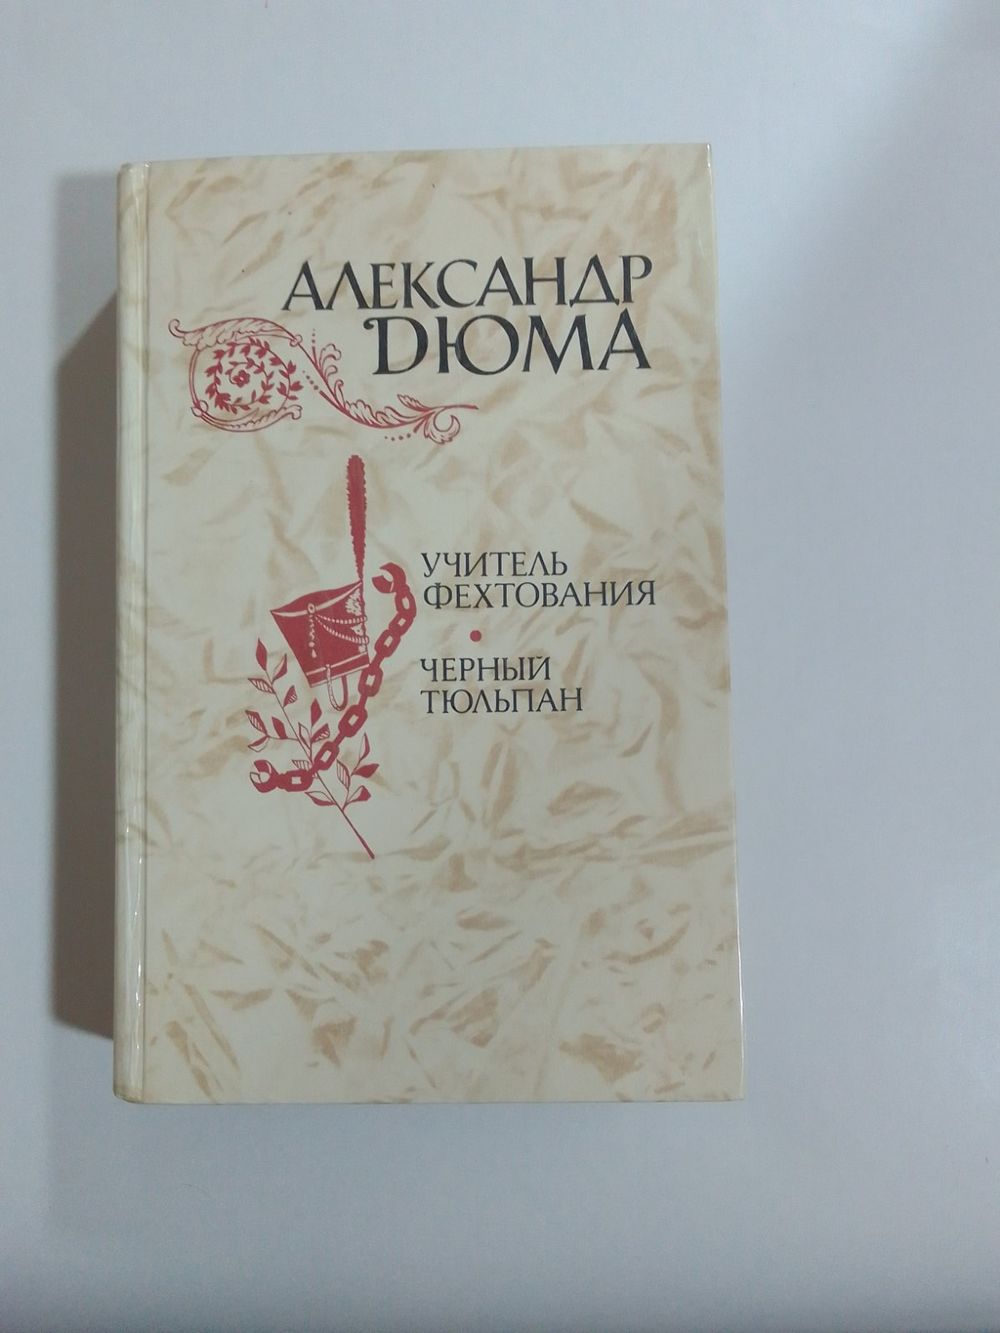 АЛЕКСАНДР
ДЮМА
УЧИТЕЛЬ
ФЕХТОВАНИЯ
•
ЧЕРНЫЙ
ТЮЛЬПАН